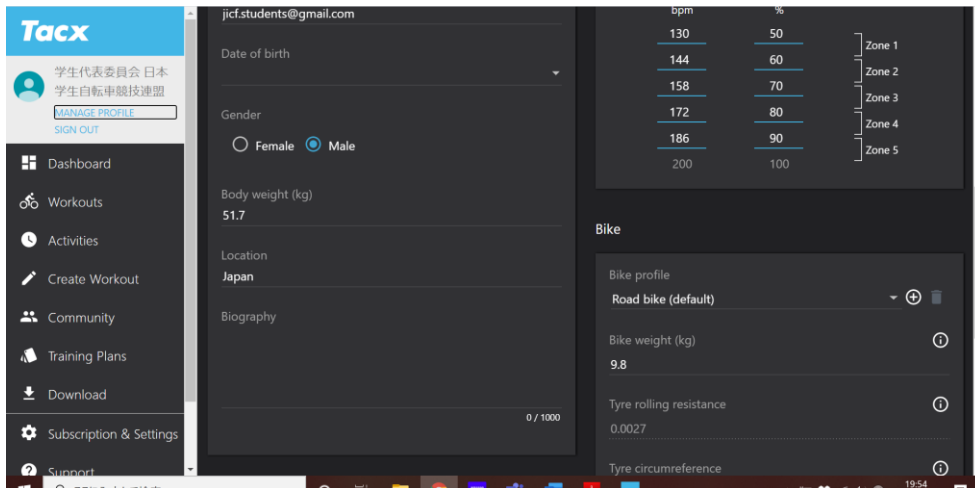 Tacx
学生代表委員会 日本
学生自転車競技連盟
MANAGE PROFILE
SIGN OUT
Dashboard
Workouts
Activities
Create Workout
Community
Training Plans
Download
Subscription & Settings
Support
jicf.students@gmail.com
Date of birth
Gender
Female
Male
Body weight (kg)
51.7
Location
Japan
Biography
0 / 1000
bpm %
130 50
Zone 1
144 60
Zone 2
158 70
Zone 3
172 80
Zone 4
186 90
Zone 5
200 100
Bike
Bike profile
Road bike (default)
Bike weight (kg)
9.8
Tyre rolling resistance
0.0027
Tyre circumreference
19:54